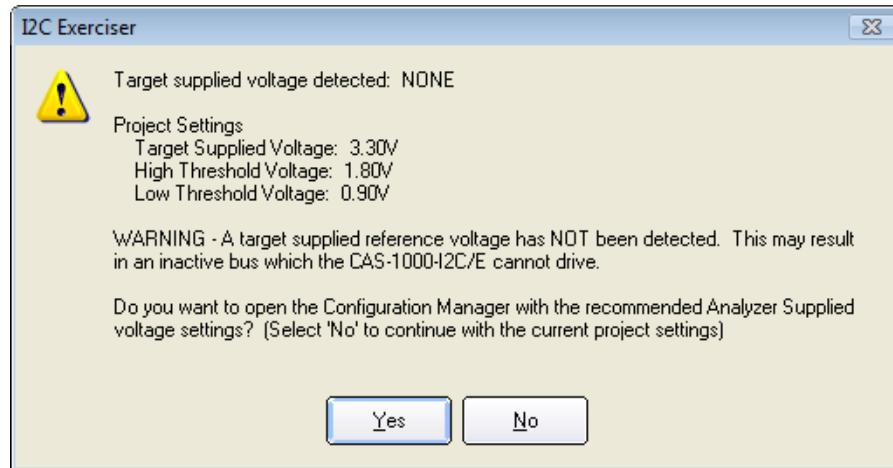 I2C Exerciser
Target supplied voltage detected: NONE
Project Settings
Target Supplied Voltage: 3.30V
High Threshold Voltage: 1.80V
Low Threshold Voltage: 0.90V
WARNING - A target supplied reference voltage has NOT been detected. This may result
in an inactive bus which the CAS-1000-I2C/E cannot drive.
Do you want to open the Configuration Manager with the recommended Analyzer Supplied
voltage settings? (Select 'No' to continue with the current project settings)
Yes
No